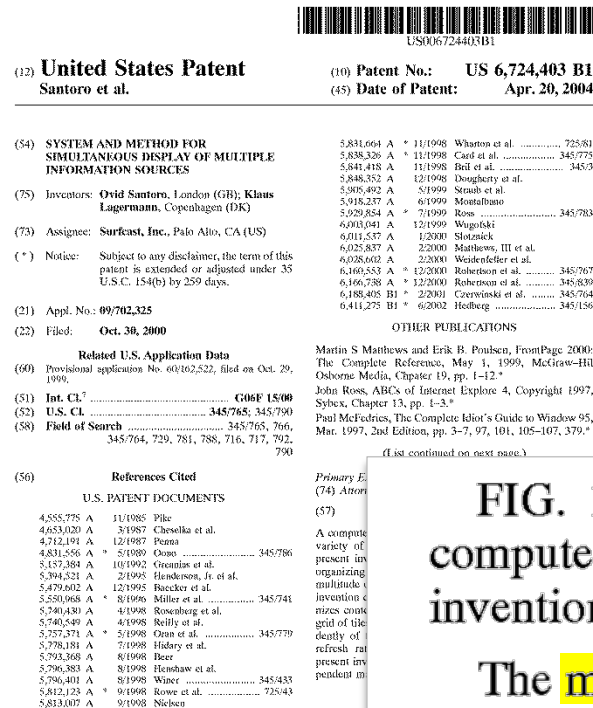 US006724403B1
(12) United States Patent
Santoro et al.
(10) Patent No.: US 6,724,403 B1
(45) Date of Patent: Apr. 20, 2004
(54) SYSTEM AND METHOD FOR
SIMULTANEOUS DISPLAY OF MULTIPLE
INFORMATION SOURCES
(75) Inventors: Ovid Santoro, London (GB); Klaus
Lagermann, Copenhagen (DK)
(73) Assignee: Surfcast, Inc., Palo Alto, CA (US)
( * ) Notice: Subject to any disclaimer, the term of this
patent is extended or adjusted under 35
U.S.C. 154(b) by 259 days.
(21) Appl. No.: 09/702,325
(22) Filed: Oct. 30, 2000
Related U.S. Application Data
(60) Provisional application No. 60/162,522, filed on Oct. 29,
1999.
(51) Int. Cl.7 ........ G06F 15/00
(52) U.S. Cl. ........ 345/765; 345/790
(58) Field of Search ........ 345/765, 766,
345/764, 729, 781, 788, 716, 717, 792,
790
(56) References Cited
U.S. PATENT DOCUMENTS
4,555,775 A 11/1985 Pike
4,653,020 A 3/1987 Cheselka et al.
4,712,191 A 12/1987 Penna
4,831,556 A * 5/1989 Oono ........ 345/786
5,157,384 A 10/1992 Greanias et al.
5,394,521 A 2/1995 Henderson, Jr. et al.
5,479,602 A 12/1995 Baecker et al.
5,550,968 A * 8/1996 Miller et al. ........ 345/741
5,740,430 A 4/1998 Rosenberg et al.
5,740,549 A 4/1998 Reilly et al.
5,757,371 A * 5/1998 Oran et al. ........ 345/779
5,778,181 A 7/1998 Hidary et al.
5,793,368 A 8/1998 Beer
5,796,383 A 8/1998 Henshaw et al.
5,796,401 A 8/1998 Winer ........ 345/433
5,812,123 A * 9/1998 Rowe et al. ........ 725/43
5,813,007 A 9/1998 Nielsen
5,831,664 A * 11/1998 Wharton et al. ........ 725/81
5,838,326 A * 11/1998 Card et al. ........ 345/775
5,841,418 A * 11/1998 Bril et al. ........ 345/3
5,848,352 A 12/1998 Dougherty et al.
5,905,492 A 5/1999 Straub et al.
5,918,237 A 6/1999 Montalbano
5,929,854 A * 7/1999 Ross ........ 345/783
6,003,041 A 12/1999 Wugofski
6,011,537 A 1/2000 Slotznick
6,025,837 A 2/2000 Matthews, III et al.
6,028,602 A 2/2000 Weidenfeller et al.
6,160,553 A * 12/2000 Robertson et al. ........ 345/767
6,166,738 A * 12/2000 Robertson et al. ........ 345/839
6,188,405 B1 * 2/2001 Czerwinski et al. ........ 345/764
6,411,275 B1 * 6/2002 Hedberg ........ 345/156
OTHER PUBLICATIONS
Martin S Matthews and Erik B. Poulsen, FrontPage 2000:
The Complete Reference, May 1, 1999, McGraw-Hil
Osborne Media, Chpater 19, pp. 1-12.*
John Ross, ABCs of Internet Explore 4, Copyright 1997,
Sybex, Chapter 13, pp. 1-3.*
Paul McFedries, The Complete Idiot's Guide to Window 95,
Mar. 1997, 2nd Edition, pp. 3-7, 97, 101, 105-107, 379.*
(List continued on next page.)
Primary E
(74) Attor
(57)
A compute
variety of
present inv
organizing
multitude
invention
nizes conte
grid of tile
dently of
refresh rat
present inv
pendent m
FIG.
compute
invention
The m